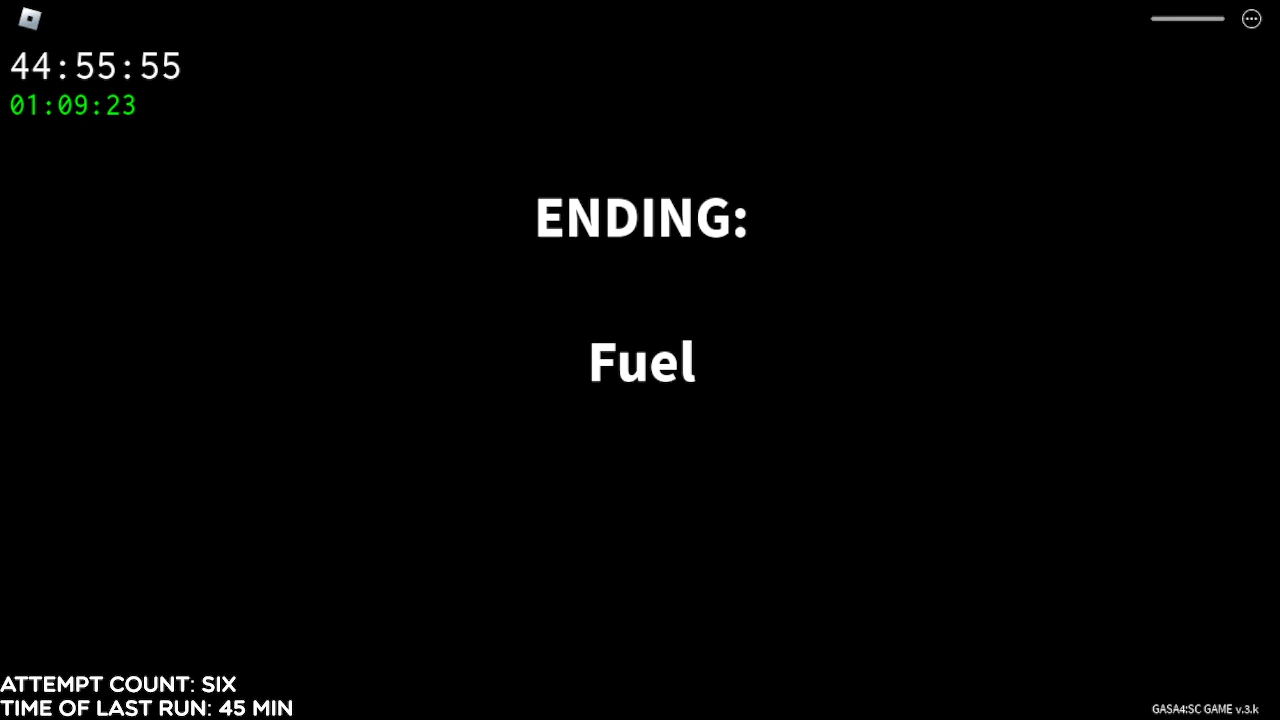 44:55:55
01:09:23
ENDING:
Fuel
ATTEMPT COUNT: SIX
TIME OF LAST RUN: 45 MIN
GASA4:SC GAME v.3.k